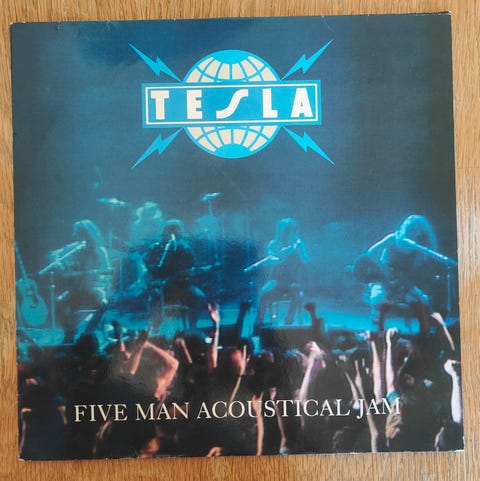 TESLA
FIVE MAN ACOUSTICAL JAM